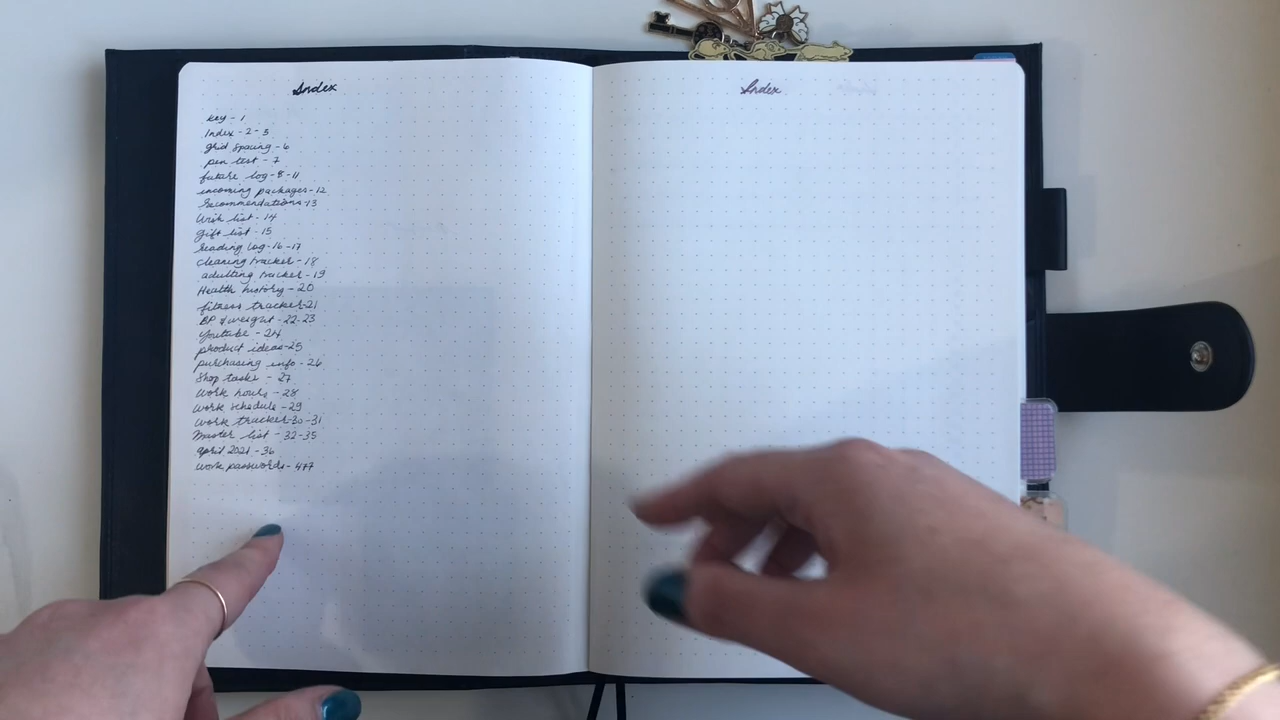 Index
key - 1
Index - 2 - 5
grid spacing - 6
pen test - 7
future log - 8 - 11
incoming packages - 12
Recommendations - 13
Wish list - 14
gift list - 15
reading log - 16 - 17
cleaning tracker - 18
adulting tracker - 19
Health history - 20
fitness tracker - 21
BP & weight - 22 - 23
Youtube - 24
product ideas - 25
purchasing info - 26
Shop tasks - 27
Work hours - 28
work schedule - 29
work tracker - 30 - 31
Master list - 32 - 35
april 2021 - 36
work passwords - 477
Index